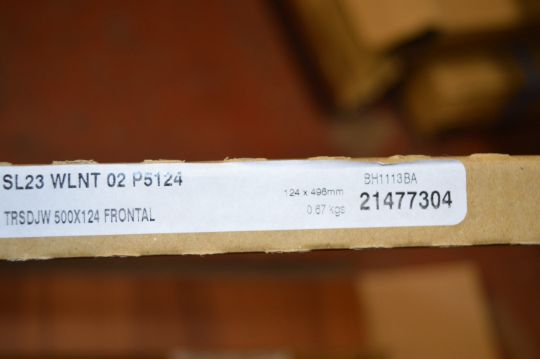 SL23 WLNT 02 P5124
TRSDJW 500X124 FRONTAL
124 x 496mm
0.67 kgs
BH1113BA
21477304